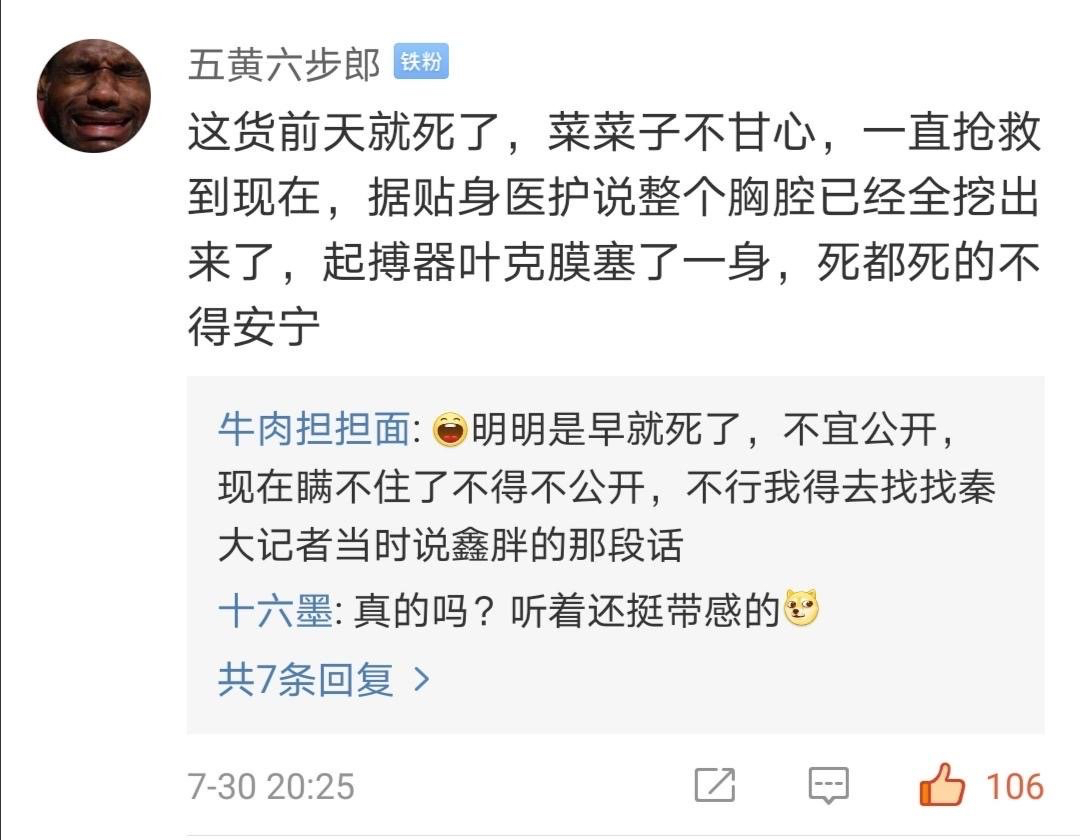 五黄六步郎 铁粉
这货前天就死了，菜菜子不甘心，一直抢救
到现在，据贴身医护说整个胸腔已经全挖出
来了，起搏器叶克膜塞了一身，死都死的不
得安宁
牛肉担担面: 明明是早就死了，不宜公开，
现在瞒不住了不得不公开，不行我得去找找秦
大记者当时说鑫胖的那段话
十六墨: 真的吗？听着还挺带感的
共7条回复 >
7-30 20:25 106